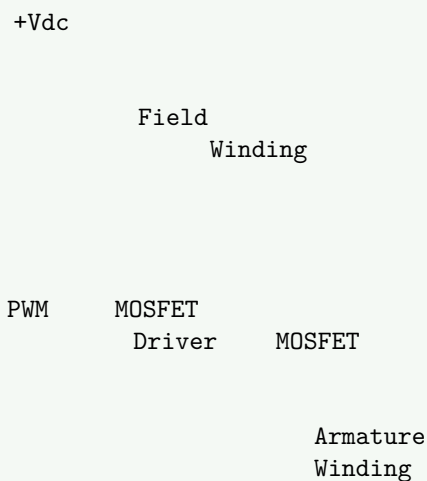 +Vdc
Field
Winding
PWM MOSFET
Driver MOSFET
Armature
Winding